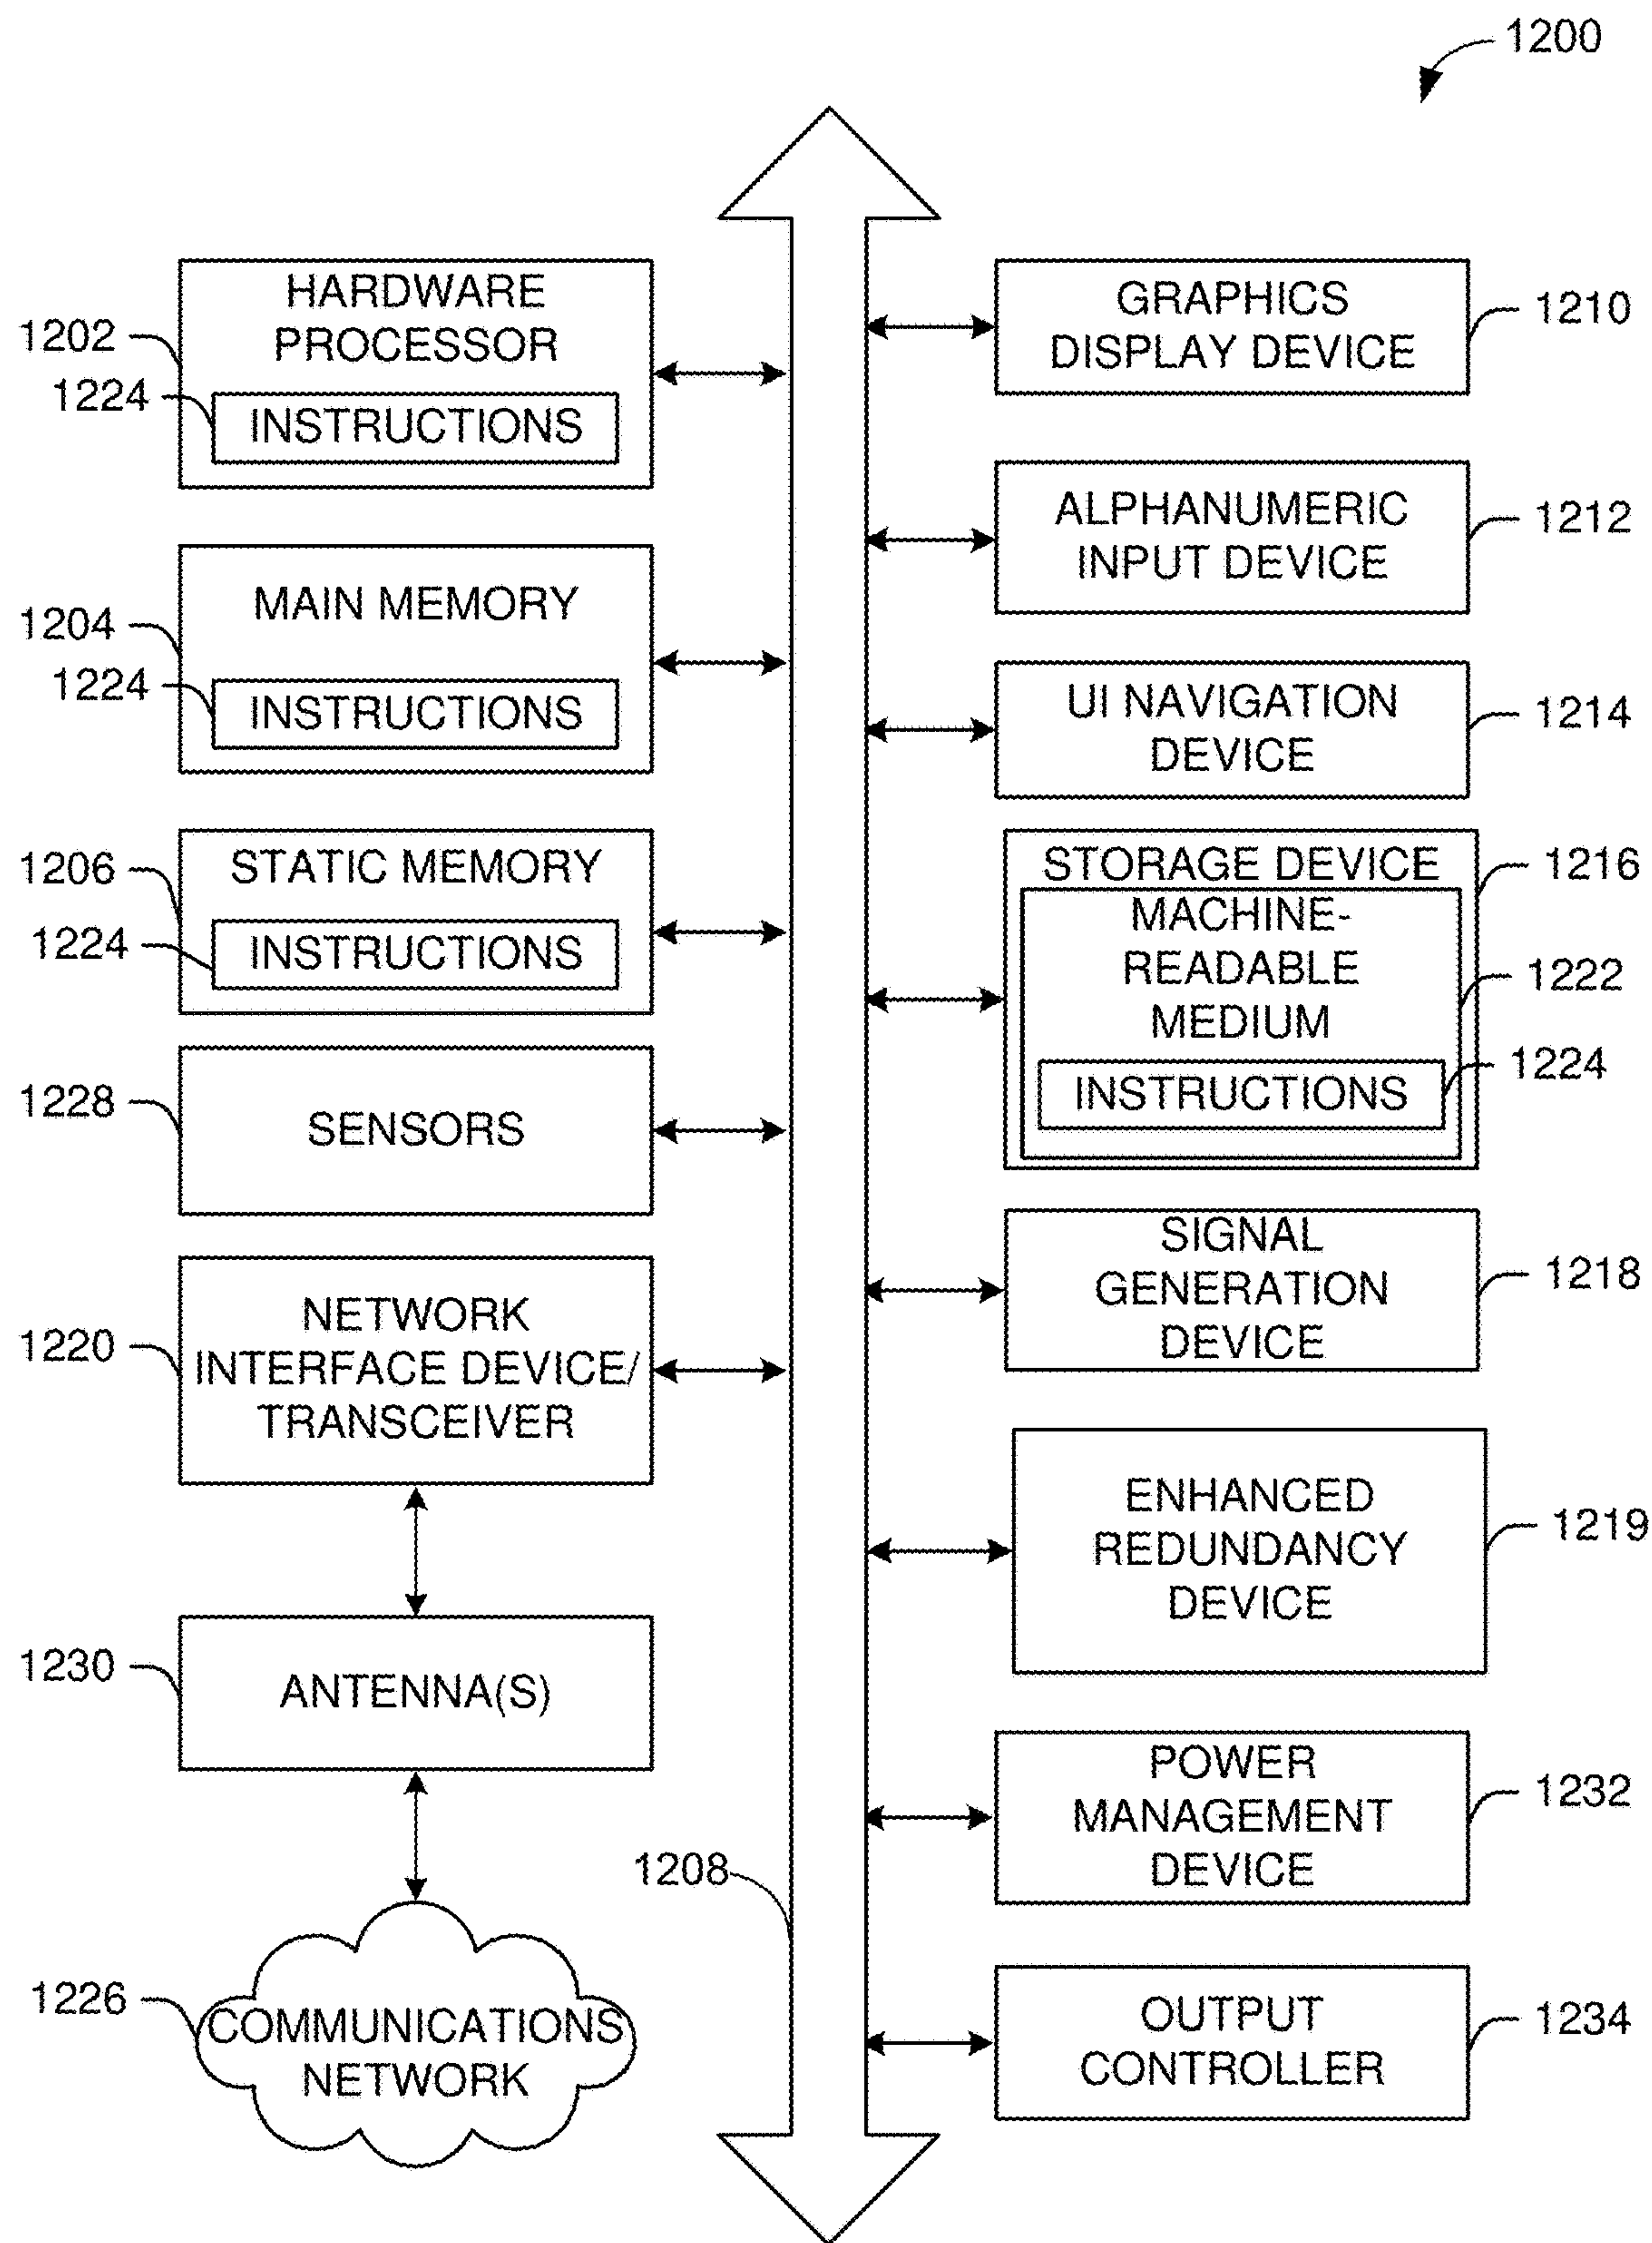 1200
HARDWARE
PROCESSOR
1202
1224
INSTRUCTIONS
MAIN MEMORY
1204
1224
INSTRUCTIONS
STATIC MEMORY
1206
1224
INSTRUCTIONS
1228
SENSORS
NETWORK
INTERFACE DEVICE/
TRANSCEIVER
1220
1230
ANTENNA(S)
1208
1226
COMMUNICATIONS
NETWORK
GRAPHICS
DISPLAY DEVICE
1210
ALPHANUMERIC
INPUT DEVICE
1212
UI NAVIGATION
DEVICE
1214
STORAGE DEVICE
1216
MACHINE-
READABLE
MEDIUM
1222
INSTRUCTIONS
1224
SIGNAL
GENERATION
DEVICE
1218
ENHANCED
REDUNDANCY
DEVICE
1219
POWER
MANAGEMENT
DEVICE
1232
OUTPUT
CONTROLLER
1234